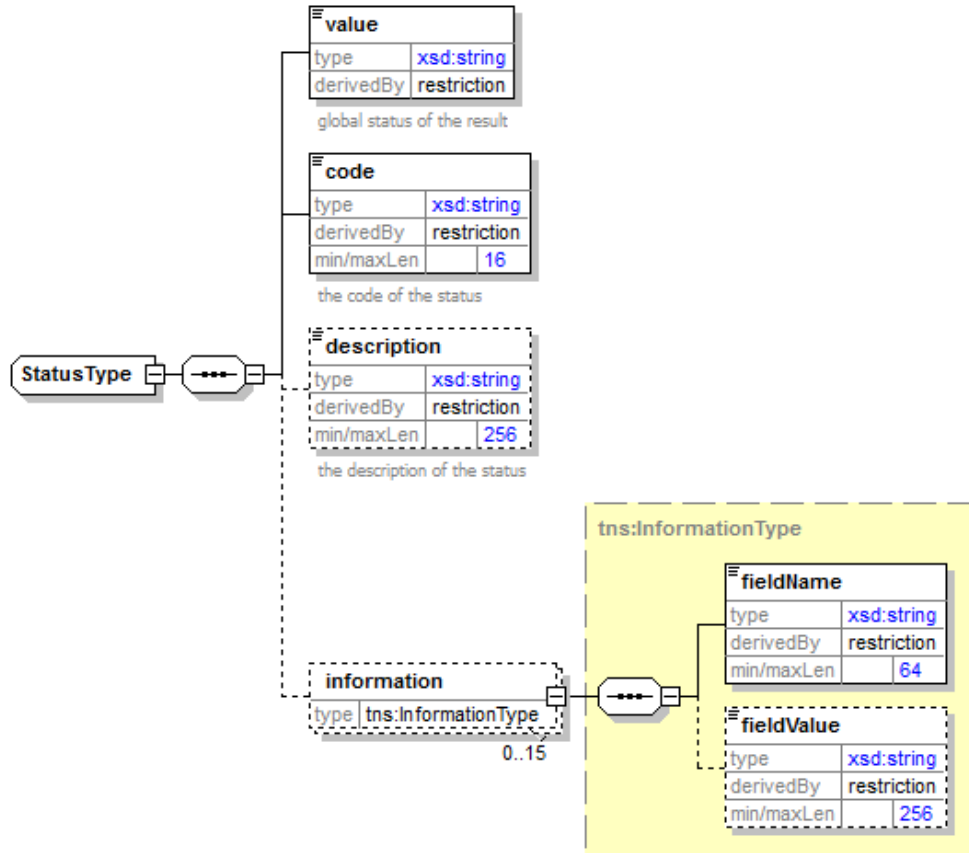 value
type xsd:string
derivedBy restriction
global status of the result
code
type xsd:string
derivedBy restriction
min/maxLen 16
the code of the status
description
type xsd:string
derivedBy restriction
min/maxLen 256
the description of the status
StatusType
tns:InformationType
fieldName
type xsd:string
derivedBy restriction
min/maxLen 64
information
type tns:InformationType
0..15
fieldValue
type xsd:string
derivedBy restriction
min/maxLen 256